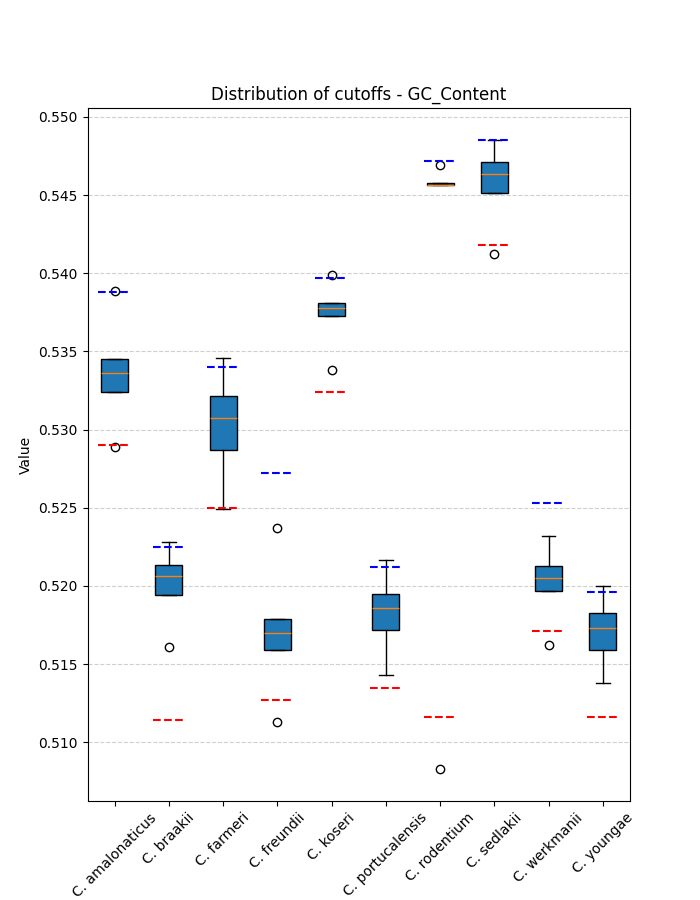 Distribution of cutoffs - GC_Content
0.550
0.545
0.540
0.535
0.530
0.525
0.520
0.515
0.510
Value
C. amalonaticus
C. braakii
C. farmeri
C. freundii
C. koseri
C. portucalensis
C. rodentium
C. sedlakii
C. werkmanii
C. youngae